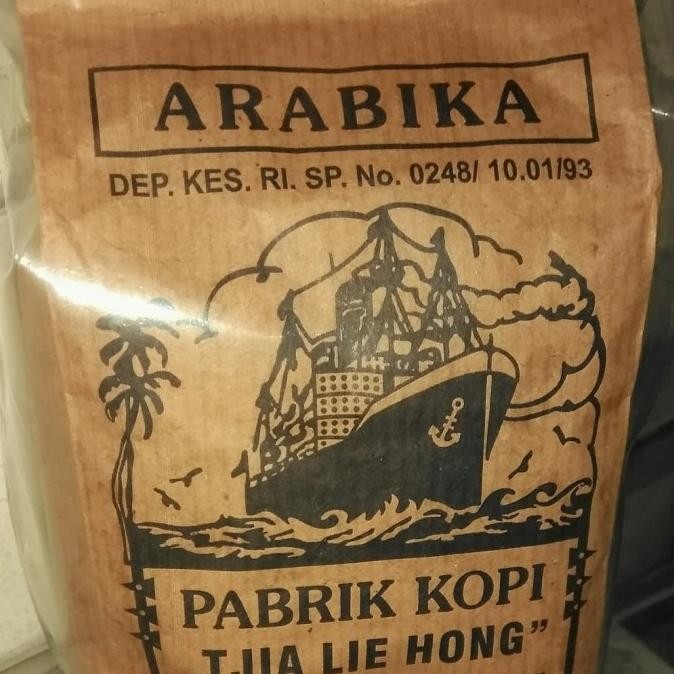 ARABIKA
DEP. KES. RI. SP. No. 0248/ 10.01/93
PABRIK KOPI
TJIA LIE HONG”